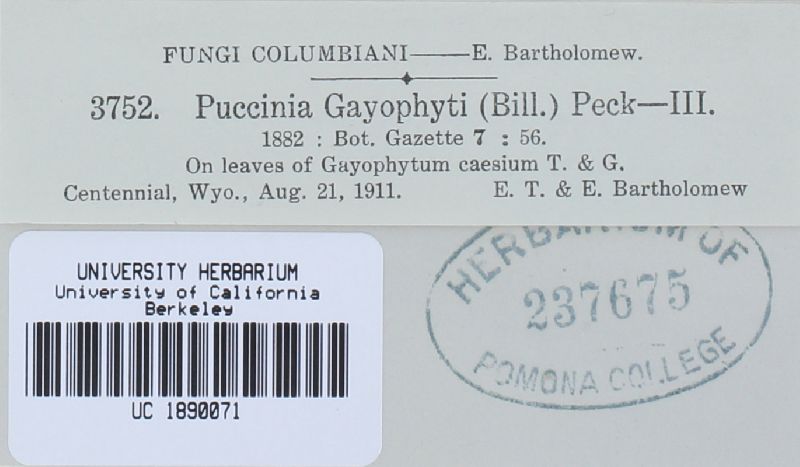 FUNGI COLUMBIANI——E. Bartholomew.
3752. Puccinia Gayophyti (Bill.) Peck—III.
1882 : Bot. Gazette 7 : 56.
On leaves of Gayophytum caesium T. & G.
Centennial, Wyo., Aug. 21, 1911. E. T. & E. Bartholomew
HERBARIUM OF
237675
POMONA COLLEGE
UNIVERSITY HERBARIUM
University of California
Berkeley
UC 1890071